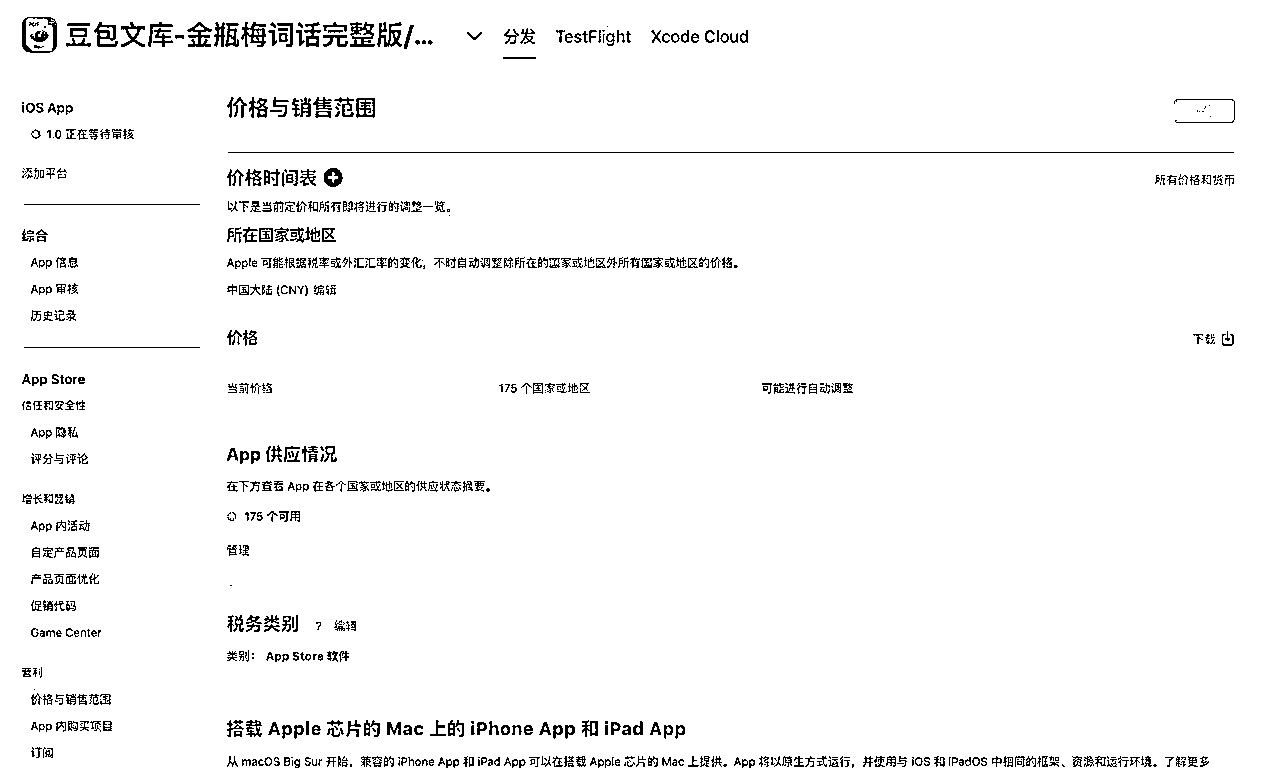 豆包文库-金瓶梅词话完整版/...
分发 TestFlight Xcode Cloud
iOS App
1.0 正在等待审核
添加平台
综合
App 信息
App 审核
历史记录
App Store
信任和安全性
App 隐私
评分与评论
增长和营销
App 内活动
自定产品页面
产品页面优化
促销代码
Game Center
营利
价格与销售范围
App 内购买项目
订阅
价格与销售范围
价格时间表
所有价格和货币
以下是当前定价和所有即将进行的调整一览。
所在国家或地区
Apple 可能根据税率或外汇汇率的变化，不时自动调整除所在的国家或地区外所有国家或地区的价格。
中国大陆 (CNY) 编辑
价格
下载
当前价格 175 个国家或地区 可能进行自动调整
App 供应情况
在下方查看 App 在各个国家或地区的供应状态摘要。
175 个可用
管理
税务类别 ? 编辑
类别： App Store 软件
搭载 Apple 芯片的 Mac 上的 iPhone App 和 iPad App
从 macOS Big Sur 开始，兼容的 iPhone App 和 iPad App 可以在搭载 Apple 芯片的 Mac 上提供。App 将以原生方式运行，并使用与 iOS 和 iPadOS 中相同的框架、资源和运行环境。了解更多